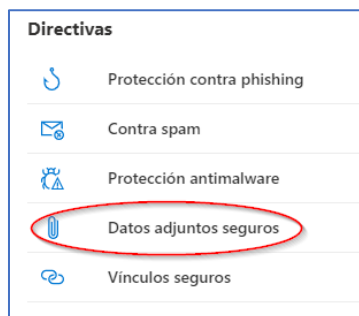 Directivas
Protección contra phishing
Contra spam
Protección antimalware
Datos adjuntos seguros
Vínculos seguros